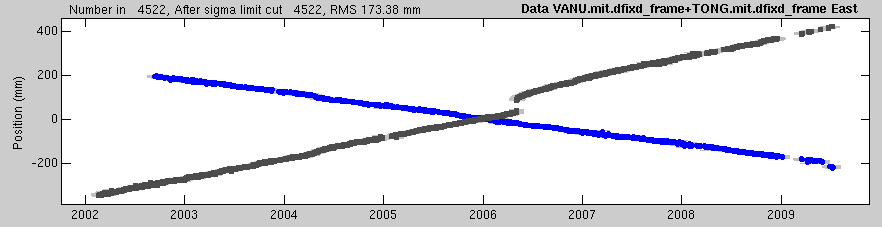 Number in 4522, After sigma limit cut 4522, RMS 173.38 mm
Data VANU.mit.dfixd_frame+TONG.mit.dfixd_frame East
Position (mm)
400
200
0
-200
2002 2003 2004 2005 2006 2007 2008 2009